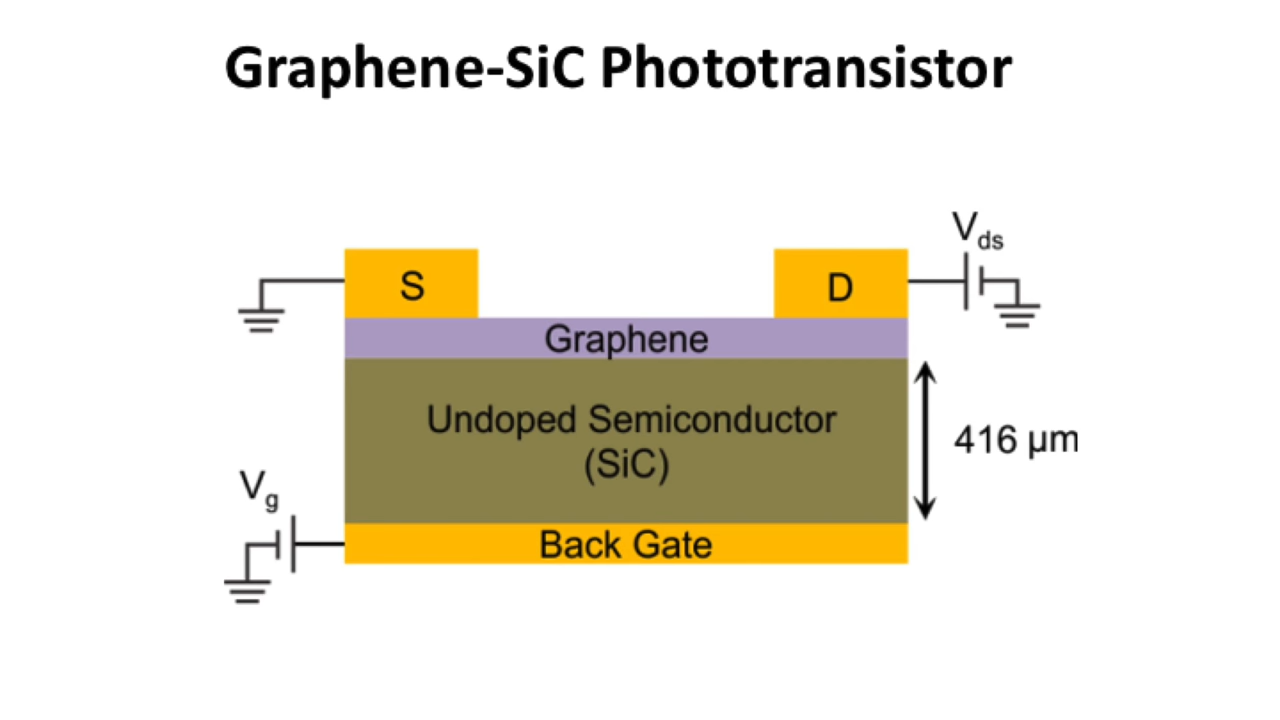 Graphene-SiC Phototransistor
Vds
S
D
Graphene
Undoped Semiconductor
(SiC)
416 µm
Vg
Back Gate